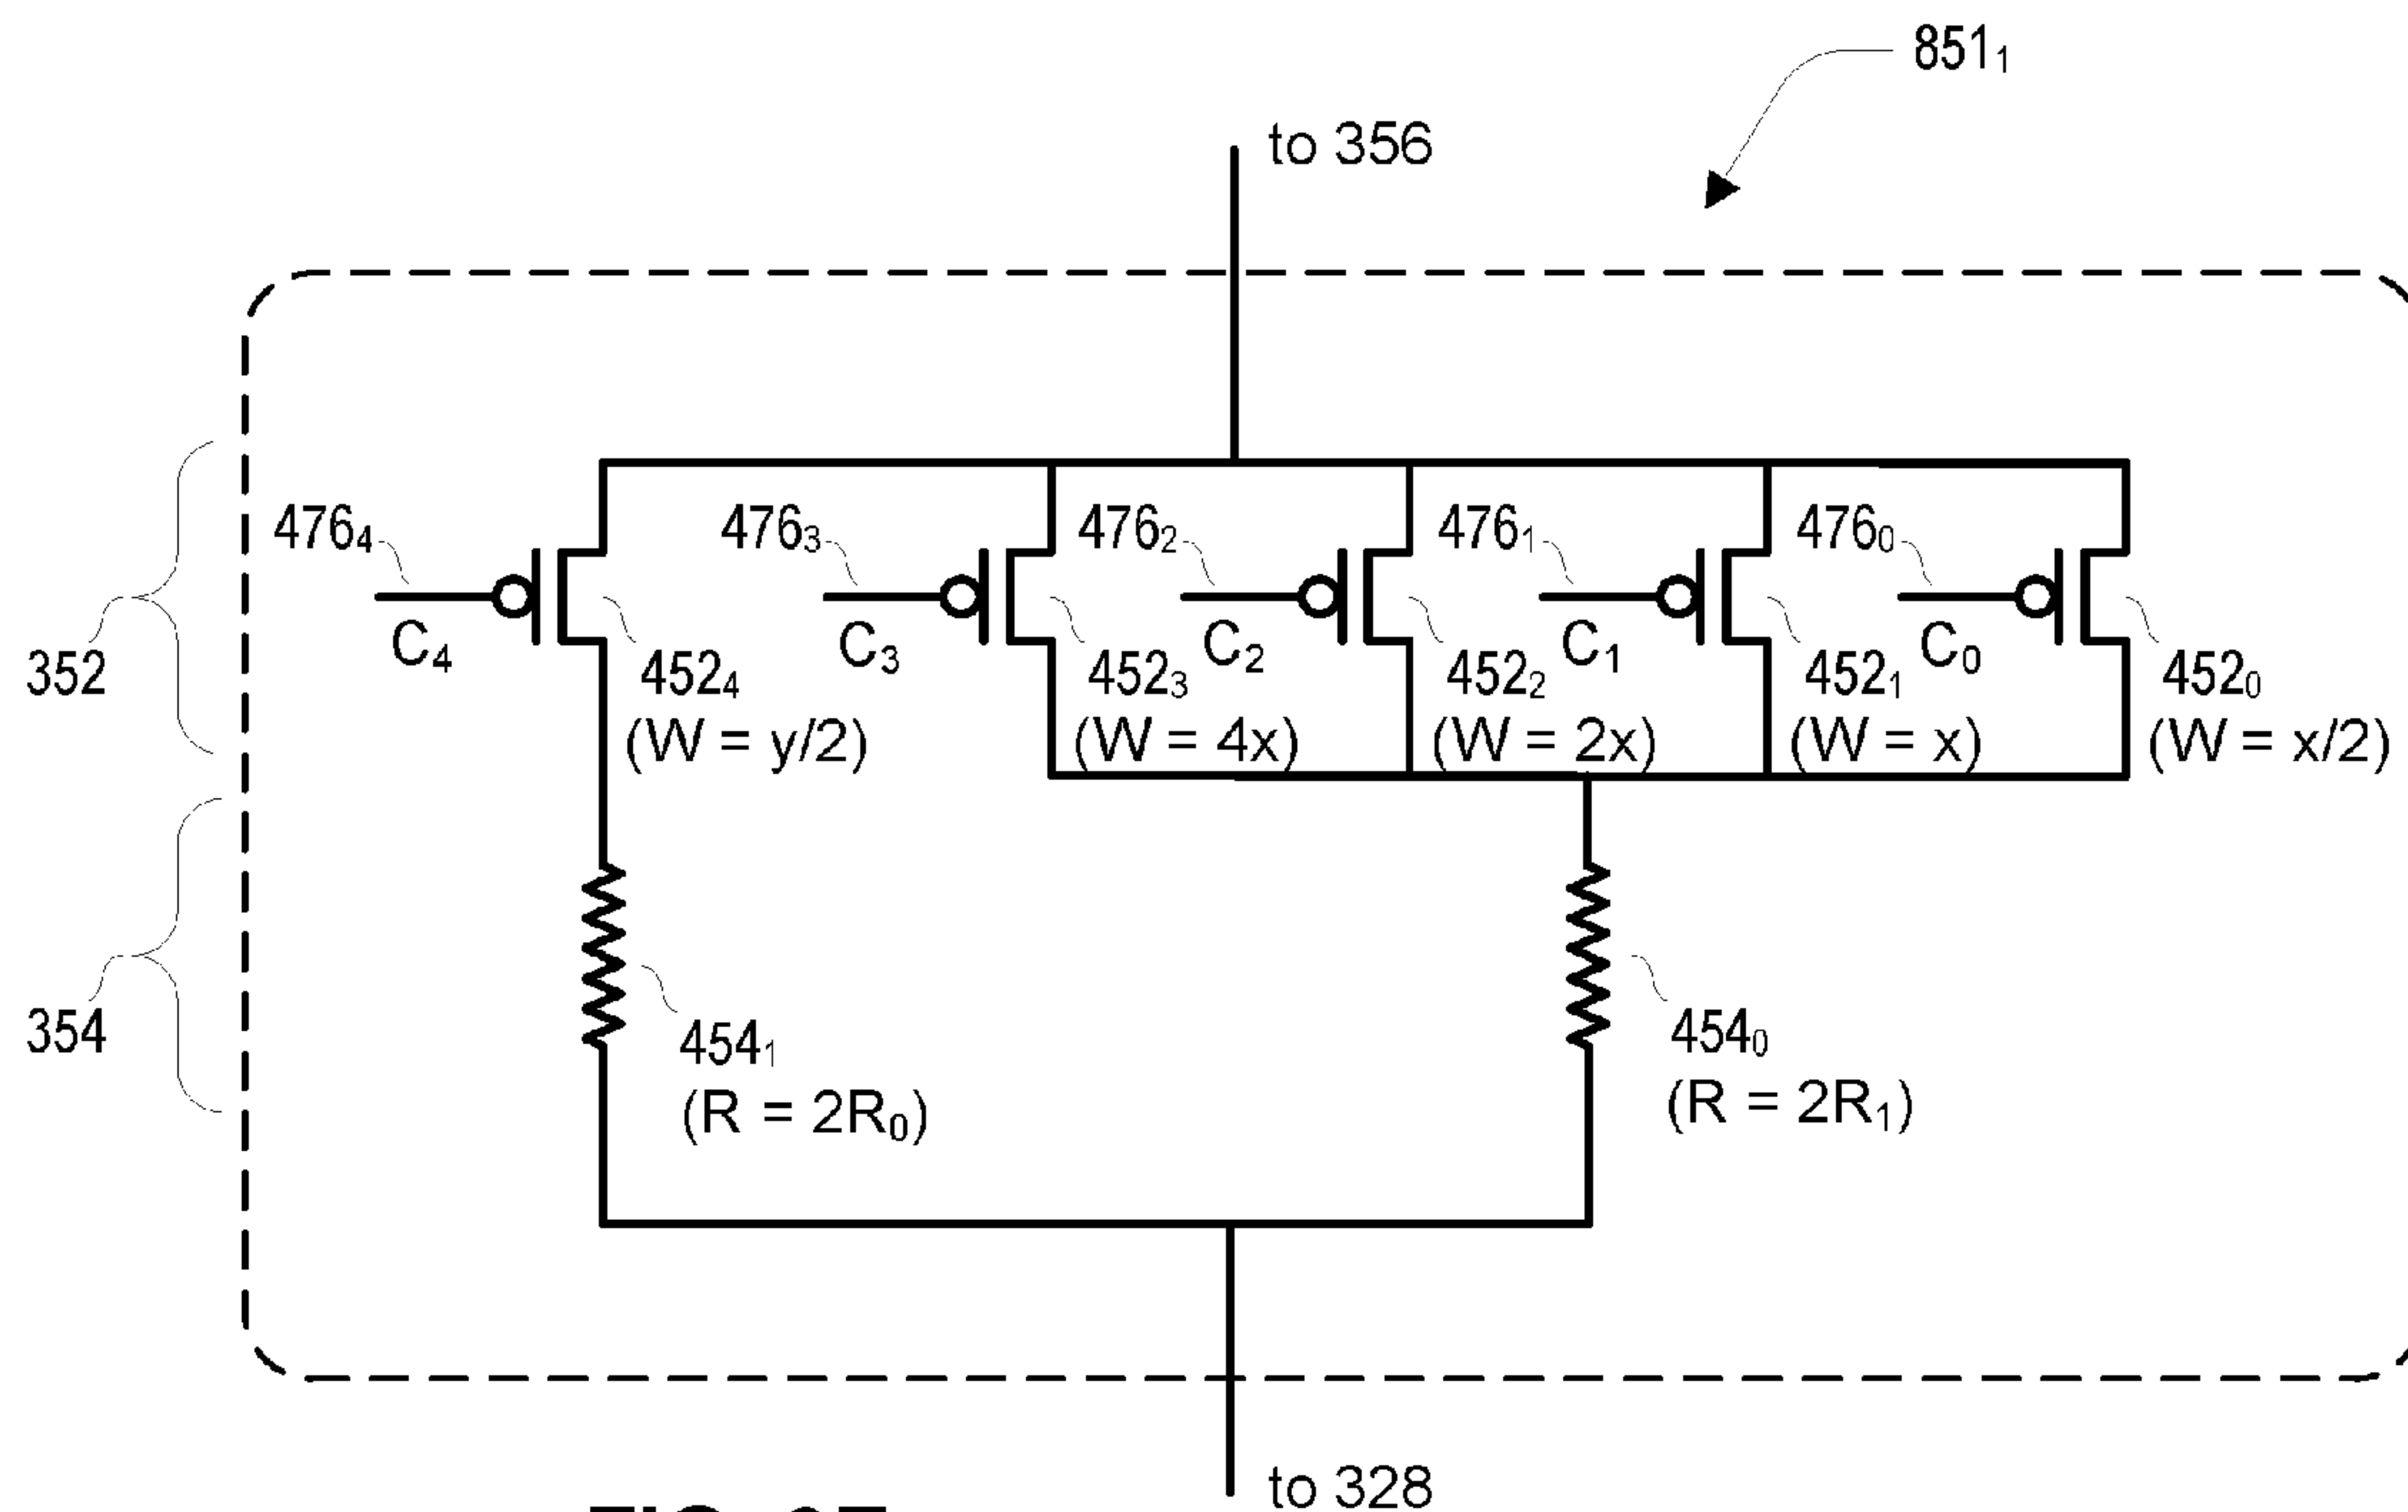 851₁
to 356
476₄
476₃
476₂
476₁
476₀
C₄
C₃
C₂
C₁
C₀
352
452₄
(W = y/2)
452₃
(W = 4x)
452₂
(W = 2x)
452₁
(W = x)
452₀
(W = x/2)
354
454₁
(R = 2R₀)
454₀
(R = 2R₁)
to 328